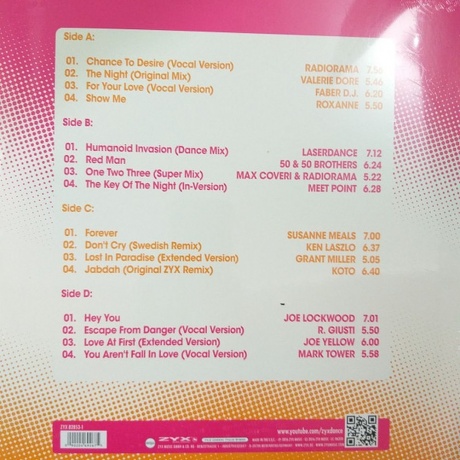 Side A:
01. Chance To Desire (Vocal Version) RADIORAMA 7.56
02. The Night (Original Mix) VALERIE DORE 5.46
03. For Your Love (Vocal Version) FABER D.J. 6.20
04. Show Me ROXANNE 5.50
Side B:
01. Humanoid Invasion (Dance Mix) LASERDANCE 7.12
02. Red Man 50 & 50 BROTHERS 6.24
03. One Two Three (Super Mix) MAX COVERI & RADIORAMA 5.22
04. The Key Of The Night (In-Version) MEET POINT 6.28
Side C:
01. Forever SUSANNE MEALS 7.00
02. Don't Cry (Swedish Remix) KEN LASZLO 6.37
03. Lost In Paradise (Extended Version) GRANT MILLER 5.05
04. Jabdah (Original ZYX Remix) KOTO 6.40
Side D:
01. Hey You JOE LOCKWOOD 7.01
02. Escape From Danger (Vocal Version) R. GIUSTI 5.50
03. Love At First (Extended Version) JOE YELLOW 6.00
04. You Aren't Fall In Love (Vocal Version) MARK TOWER 5.58
ZYX
www.youtube.com/zyxdance